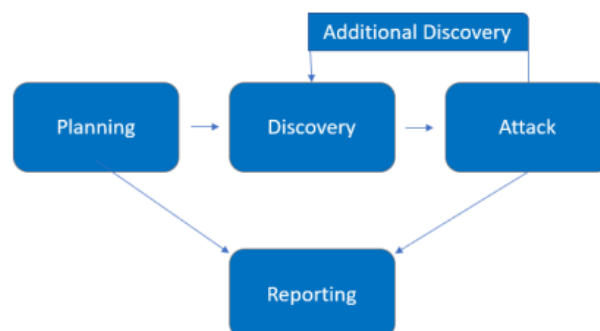 Additional Discovery
Planning
Discovery
Attack
Reporting